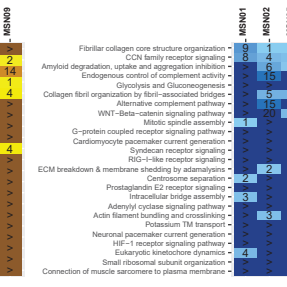 MSN09
MSN01
MSN02
>
2
14
1
4
>
>
>
>
4
>
>
>
>
>
>
>
>
>
>
>
Fibrillar collagen core structure organization 9 1
CCN family receptor signaling 8 4
Amyloid degradation, uptake and aggregation inhibition > 6
Endogenous control of complement activity > 15
Glycolysis and Gluconeogenesis > >
Collagen fibril organization by fibril−associated bridges > 5
Alternative complement pathway > 15
WNT−Beta−catenin signaling pathway > 20
Mitotic spindle assembly 1 >
G−protein coupled receptor signaling pathway > >
Cardiomyocyte pacemaker current generation > >
Syndecan receptor signaling > >
RIG−I−like receptor signaling > >
ECM breakdown & membrane shedding by adamalysins > 2
Centrosome separation 2 >
Prostaglandin E2 receptor signaling > >
Intracellular bridge assembly 3 >
Adenylyl cyclase signaling pathway > >
Actin filament bundling and crosslinking > 3
Potassium TM transport > >
Neuronal pacemaker current generation > >
HIF−1 receptor signaling pathway > >
Eukaryotic kinetochore dynamics 4 >
Small ribosomal subunit organization > >
Connection of muscle sarcomere to plasma membrane > >